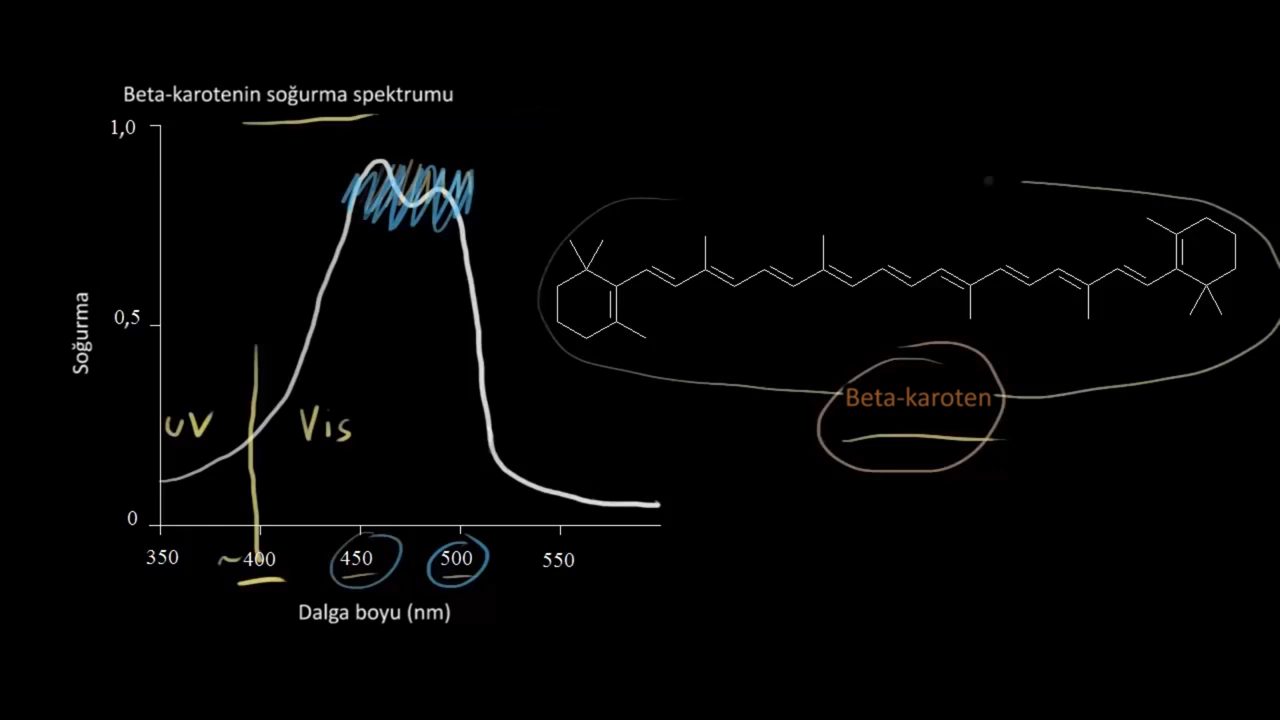 Beta-karotenin soğurma spektrumu
1,0
0,5
0
Soğurma
UV
Vis
350 ~400 450 500 550
Dalga boyu (nm)
Beta-karoten